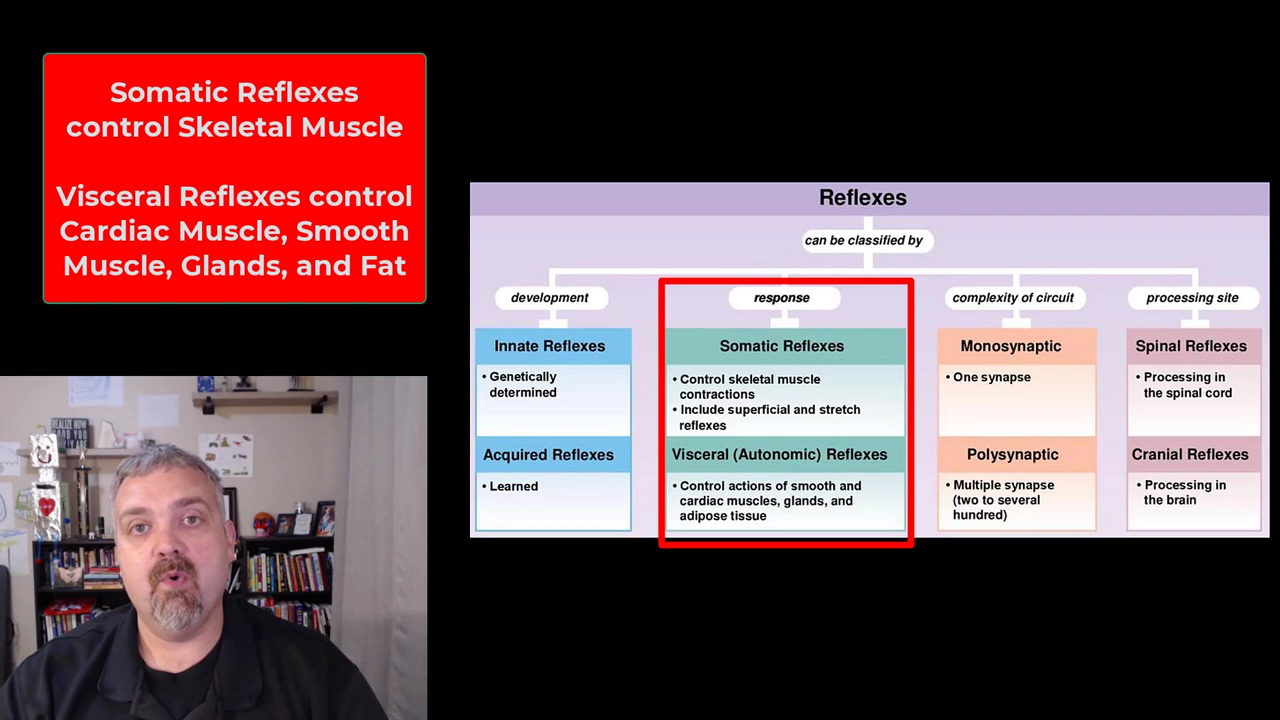 Somatic Reflexes
control Skeletal Muscle
Visceral Reflexes control
Cardiac Muscle, Smooth
Muscle, Glands, and Fat
Reflexes
can be classified by
development
response
complexity of circuit
processing site
Innate Reflexes
• Genetically
determined
Acquired Reflexes
• Learned
Somatic Reflexes
• Control skeletal muscle
contractions
• Include superficial and stretch
reflexes
Visceral (Autonomic) Reflexes
• Control actions of smooth and
cardiac muscles, glands, and
adipose tissue
Monosynaptic
• One synapse
Polysynaptic
• Multiple synapse
(two to several
hundred)
Spinal Reflexes
• Processing in
the spinal cord
Cranial Reflexes
• Processing in
the brain